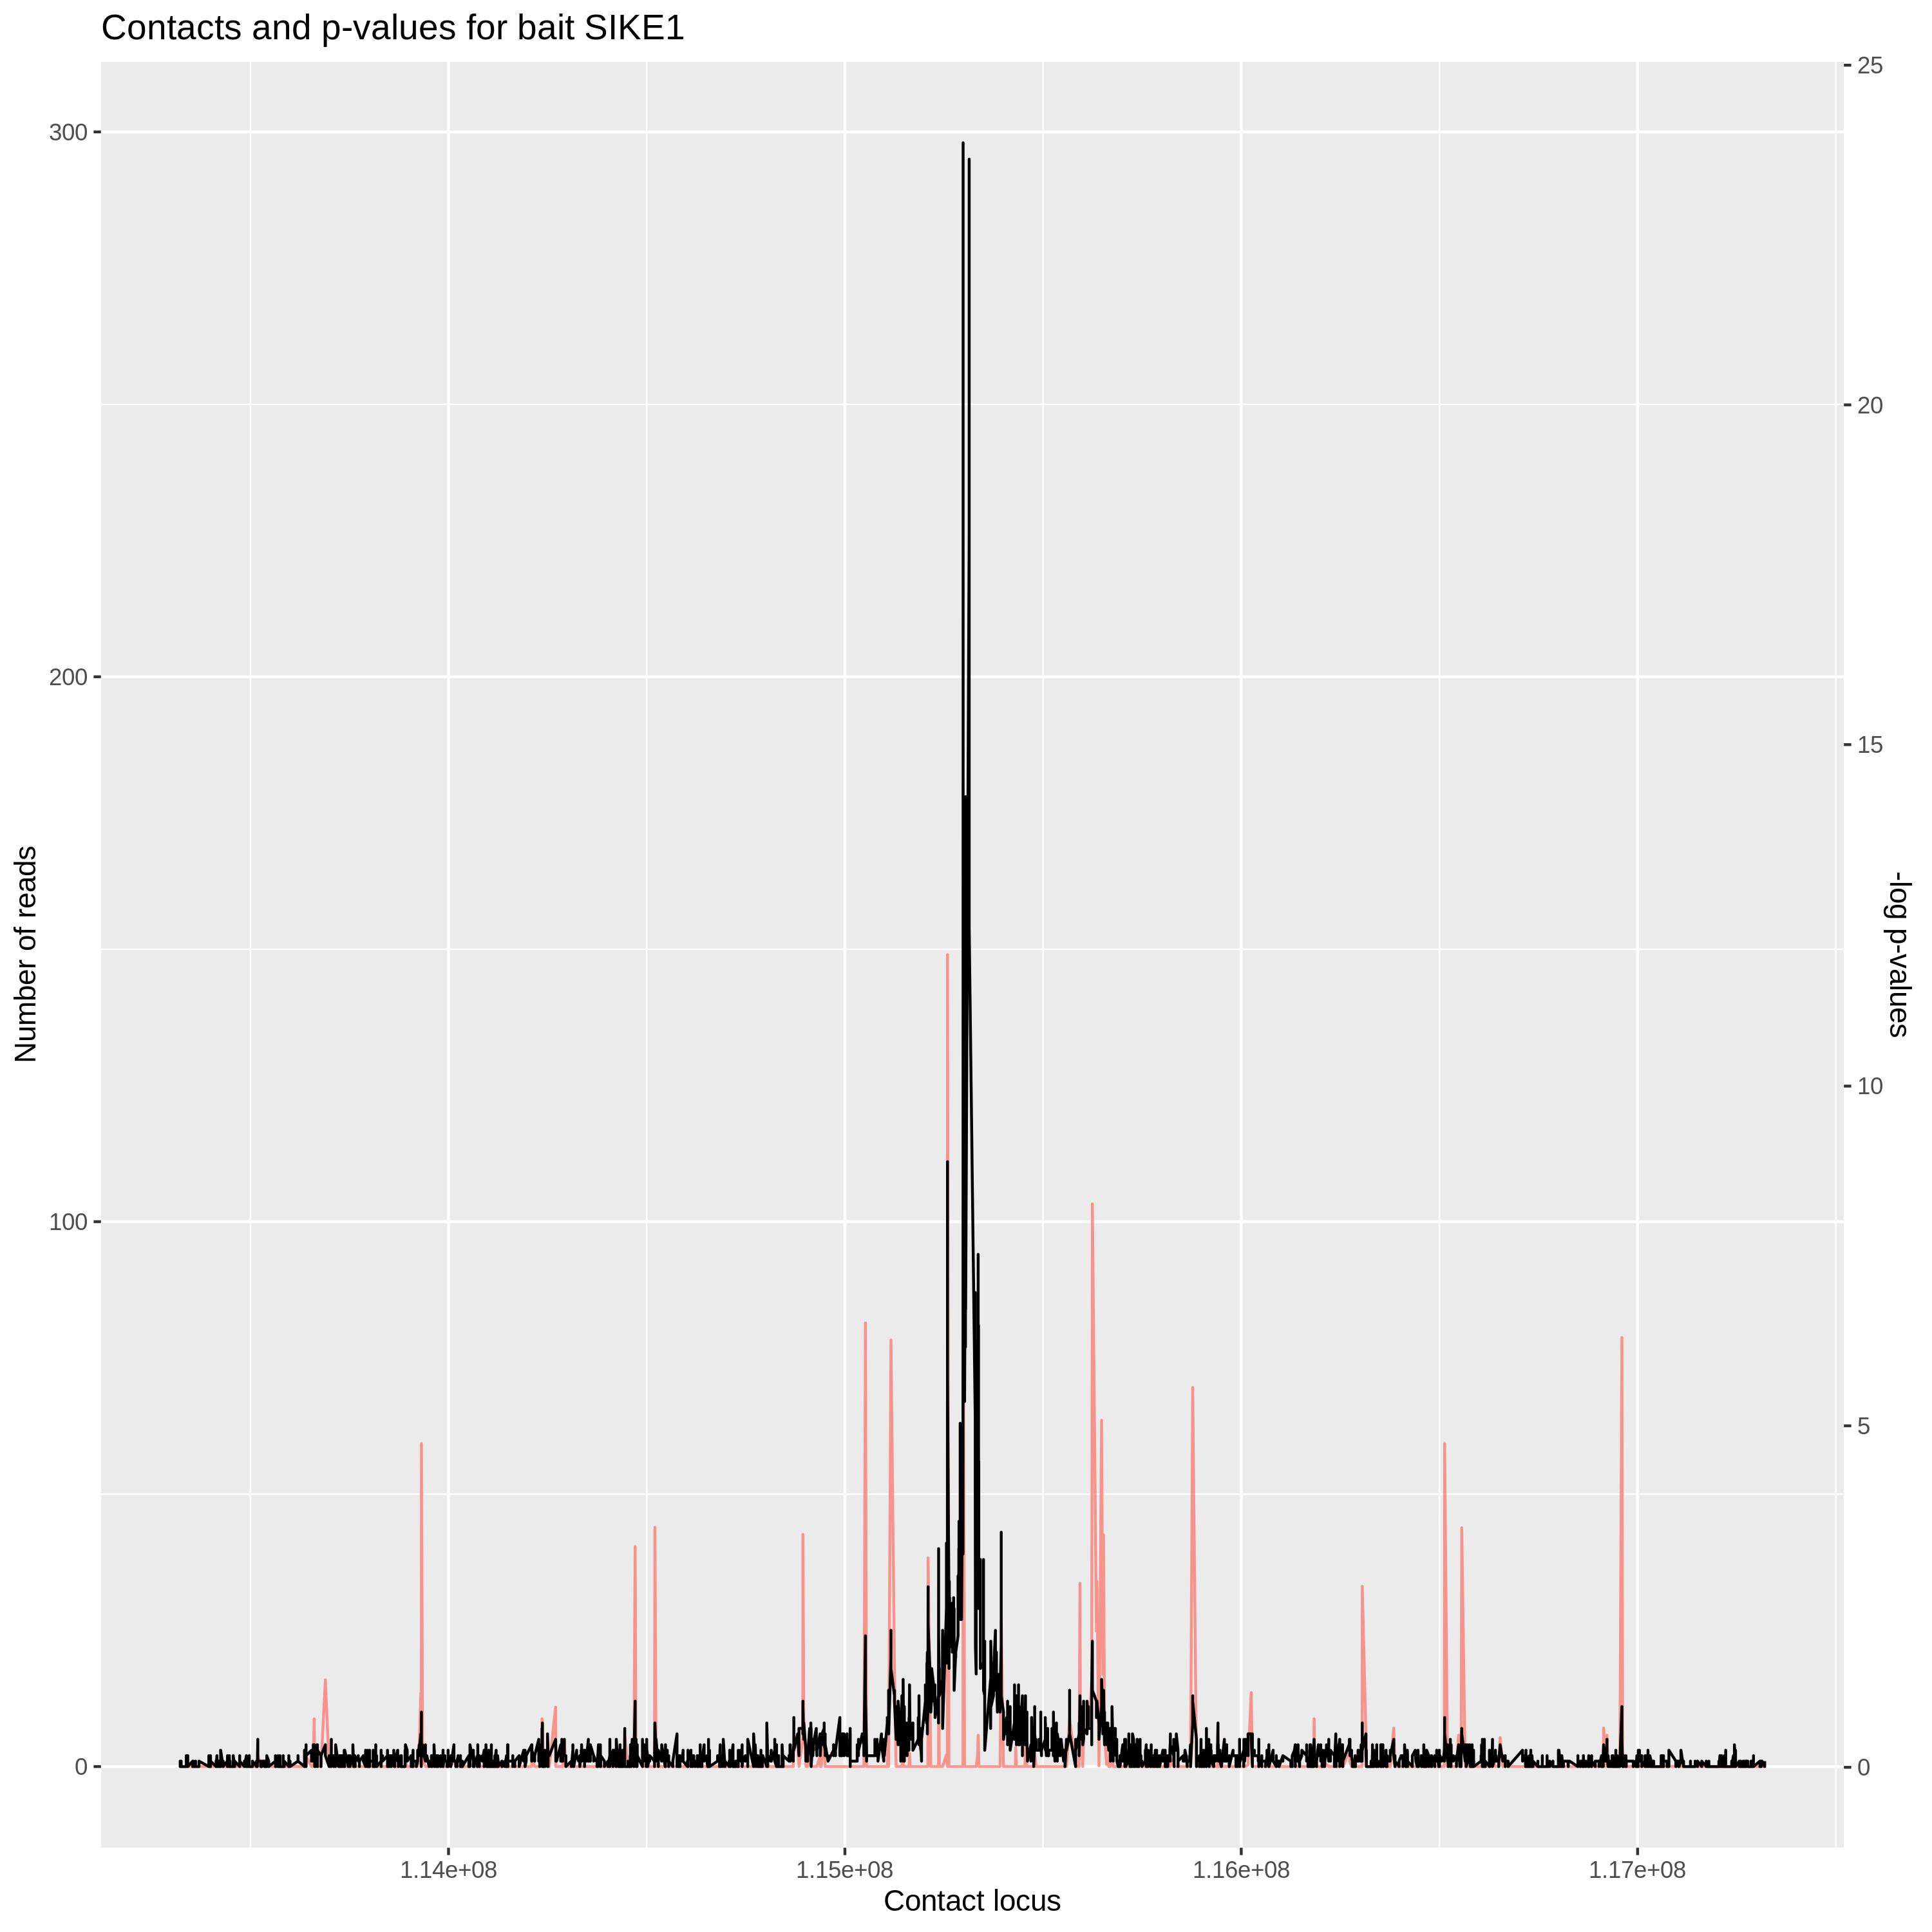 Contacts and p-values for bait SIKE1
300
200
100
0
Number of reads
25
20
15
10
5
0
-log p-values
1.14e+08 1.15e+08 1.16e+08 1.17e+08
Contact locus